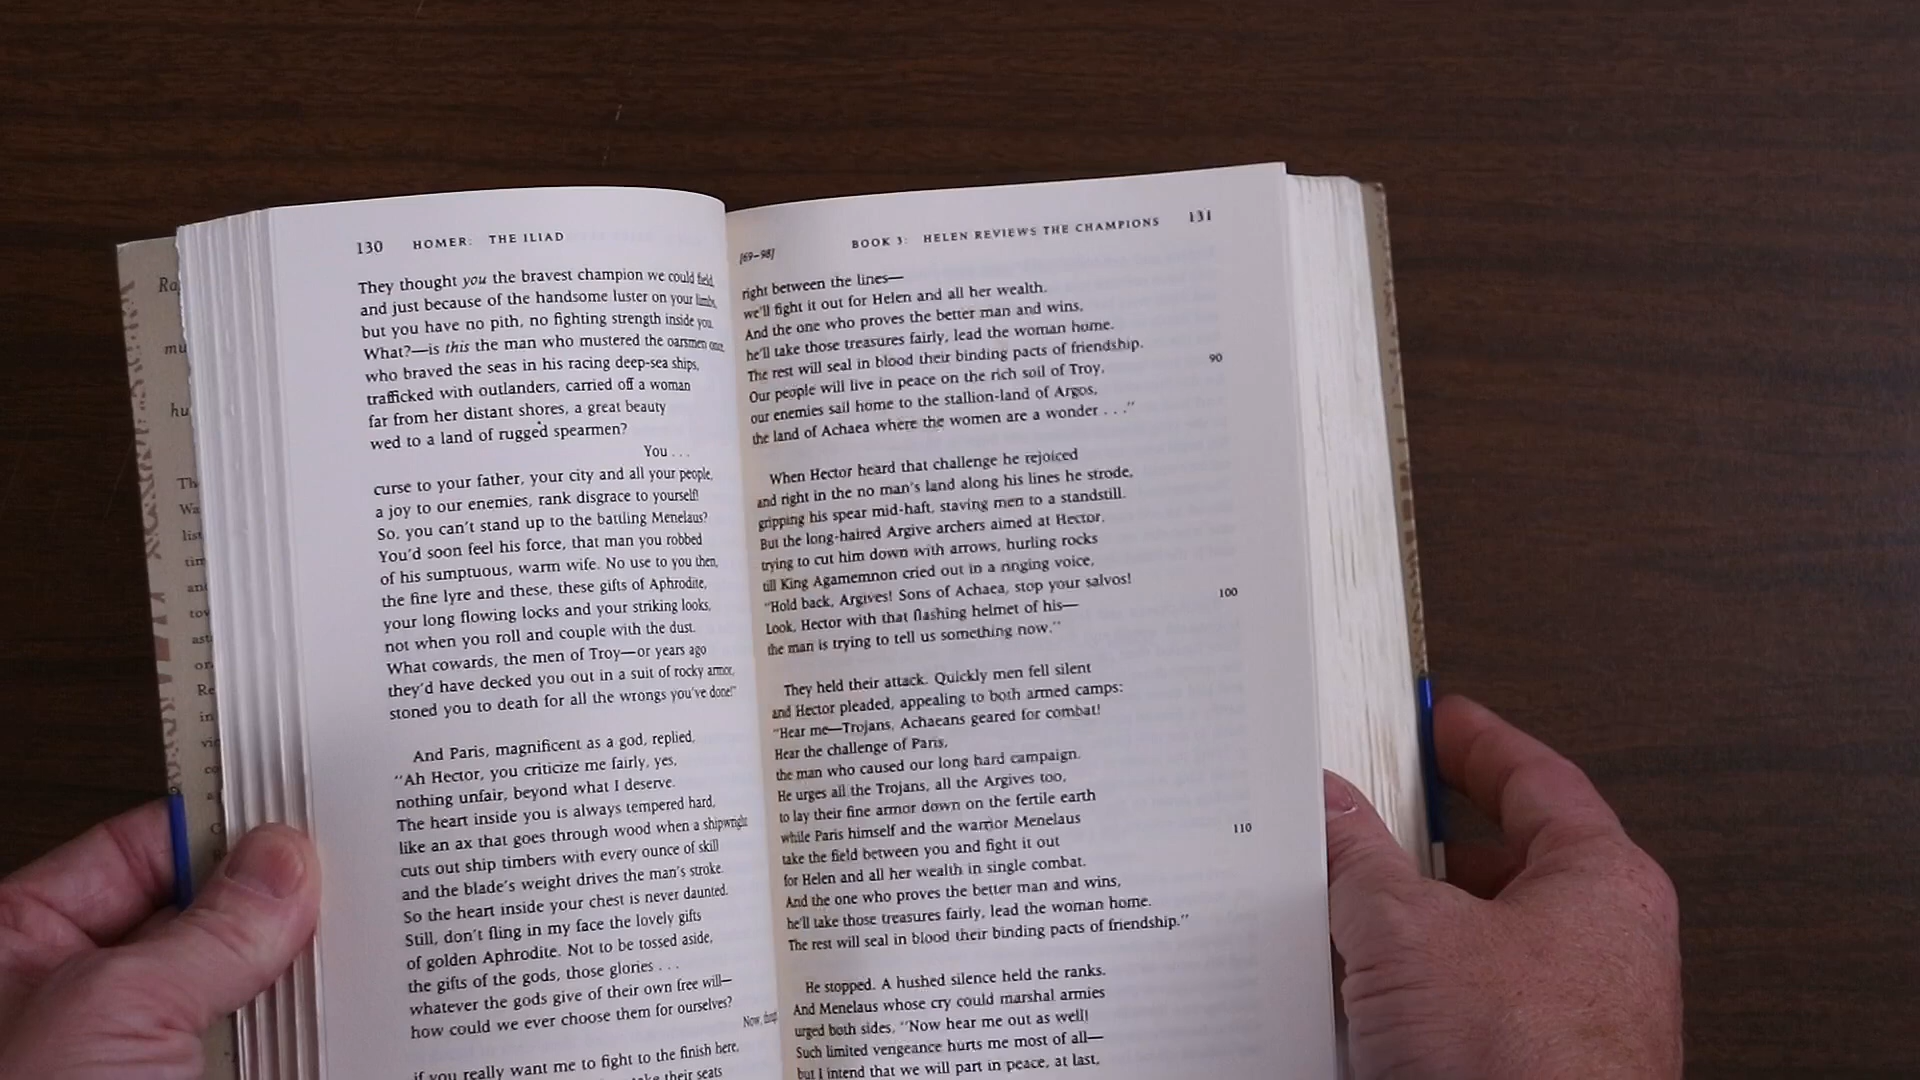 130 HOMER: THE ILIAD
They thought you the bravest champion we could field,
and just because of the handsome luster on your limbs,
but you have no pith, no fighting strength inside you.
What?—is this the man who mustered the oarsmen once,
who braved the seas in his racing deep-sea ships,
trafficked with outlanders, carried off a woman
far from her distant shores, a great beauty
wed to a land of rugged spearmen?
You . . .
curse to your father, your city and all your people,
a joy to our enemies, rank disgrace to yourself!
So, you can't stand up to the battling Menelaus?
You'd soon feel his force, that man you robbed
of his sumptuous, warm wife. No use to you then,
the fine lyre and these, these gifts of Aphrodite,
your long flowing locks and your striking looks,
not when you roll and couple with the dust.
What cowards, the men of Troy—or years ago
they'd have decked you out in a suit of rocky armor,
stoned you to death for all the wrongs you've done!"
And Paris, magnificent as a god, replied,
"Ah Hector, you criticize me fairly, yes,
nothing unfair, beyond what I deserve.
The heart inside you is always tempered hard,
like an ax that goes through wood when a shipwright
cuts out ship timbers with every ounce of skill
and the blade's weight drives the man's stroke.
So the heart inside your chest is never daunted.
Still, don't fling in my face the lovely gifts
of golden Aphrodite. Not to be tossed aside,
the gifts of the gods, those glories . . .
whatever the gods give of their own free will—
how could we ever choose them for ourselves?
Now,
if you really want me to fight to the finish here,
their seats
BOOK 3: HELEN REVIEWS THE CHAMPIONS 131
[69–98]
right between the lines—
we'll fight it out for Helen and all her wealth.
And the one who proves the better man and wins,
he'll take those treasures fairly, lead the woman home.
The rest will seal in blood their binding pacts of friendship.
Our people will live in peace on the rich soil of Troy, 90
our enemies sail home to the stallion-land of Argos,
the land of Achaea where the women are a wonder . . ."
When Hector heard that challenge he rejoiced
and right in the no man's land along his lines he strode,
gripping his spear mid-haft, staving men to a standstill.
But the long-haired Argive archers aimed at Hector,
trying to cut him down with arrows, hurling rocks
till King Agamemnon cried out in a ringing voice,
"Hold back, Argives! Sons of Achaea, stop your salvos!
Look, Hector with that flashing helmet of his— 100
the man is trying to tell us something now."
They held their attack. Quickly men fell silent
and Hector pleaded, appealing to both armed camps:
"Hear me—Trojans, Achaeans geared for combat!
Hear the challenge of Paris,
the man who caused our long hard campaign.
He urges all the Trojans, all the Argives too,
to lay their fine armor down on the fertile earth
while Paris himself and the warrior Menelaus
take the field between you and fight it out 110
for Helen and all her wealth in single combat.
And the one who proves the better man and wins,
he'll take those treasures fairly, lead the woman home.
The rest will seal in blood their binding pacts of friendship."
He stopped. A hushed silence held the ranks.
And Menelaus whose cry could marshal armies
urged both sides, "Now hear me out as well!
Such limited vengeance hurts me most of all—
but I intend that we will part in peace, at last,